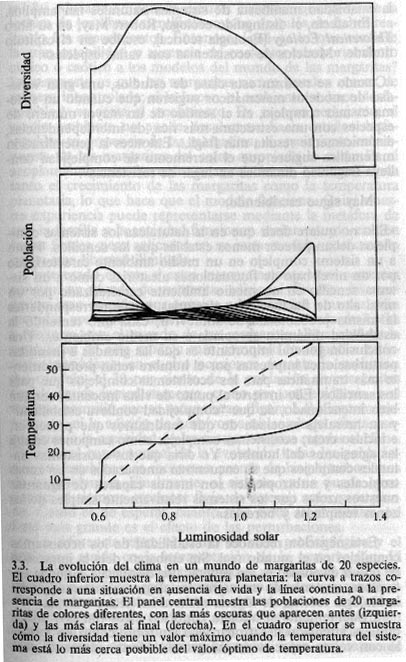 Diversidad
Población
Temperatura
50
40
30
20
10
0.6 0.8 1.0 1.2 1.4
Luminosidad solar
3.3. La evolución del clima en un mundo de margaritas de 20 especies.
El cuadro inferior muestra la temperatura planetaria: la curva a trazos co-
rresponde a una situación en ausencia de vida y la línea continua a la pre-
sencia de margaritas. El panel central muestra las poblaciones de 20 marga-
ritas de colores diferentes, con las más oscuras que aparecen antes (izquier-
da) y las más claras al final (derecha). En el cuadro superior se muestra
cómo la diversidad tiene un valor máximo cuando la temperatura del siste-
ma está lo más cerca posbible del valor óptimo de temperatura.